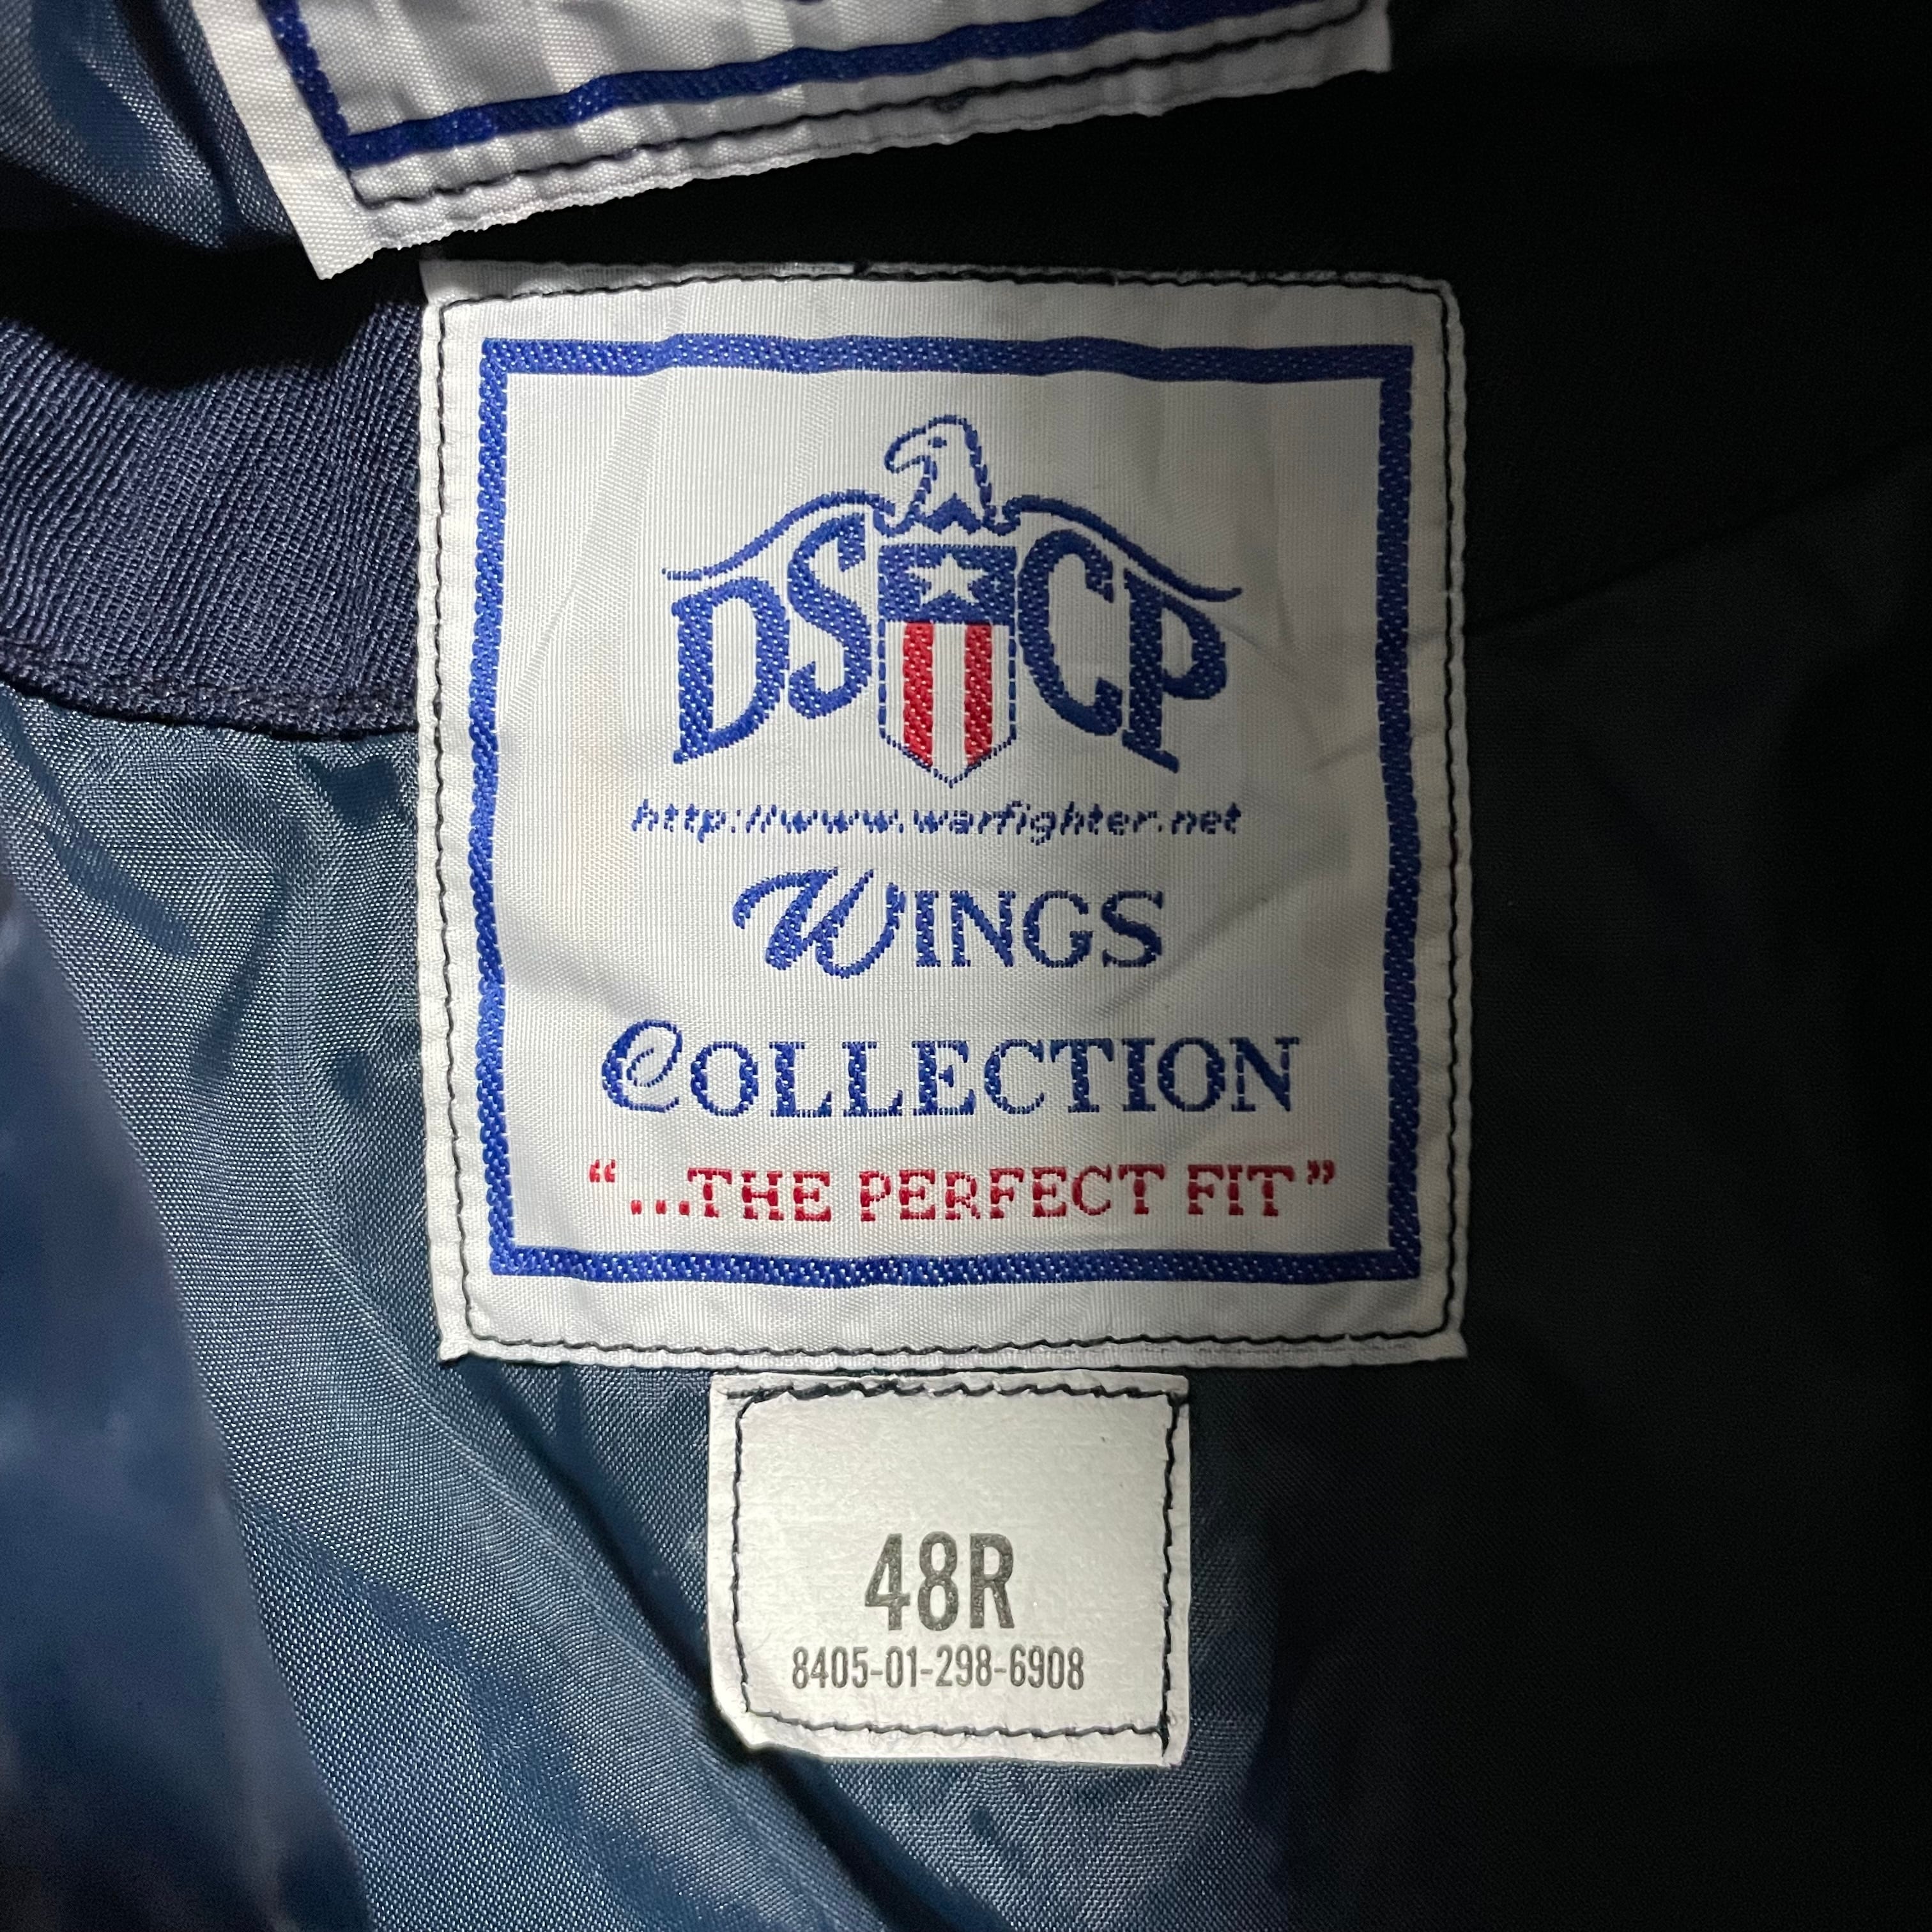 DSCP
http://www.warfighter.net
WINGS
COLLECTION
“...THE PERFECT FIT”
48R
8405-01-298-6908